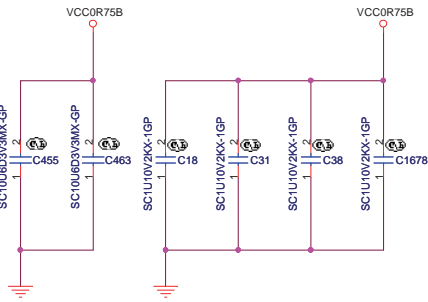 VCC0R75B
VCC0R75B
SC10U6D3V3MX-GP
2
C455
1
SC10U6D3V3MX-GP
2
C463
1
SC1U10V2KX-1GP
2
C18
1
SC1U10V2KX-1GP
2
C31
1
SC1U10V2KX-1GP
2
C38
1
SC1U10V2KX-1GP
2
C1678
1